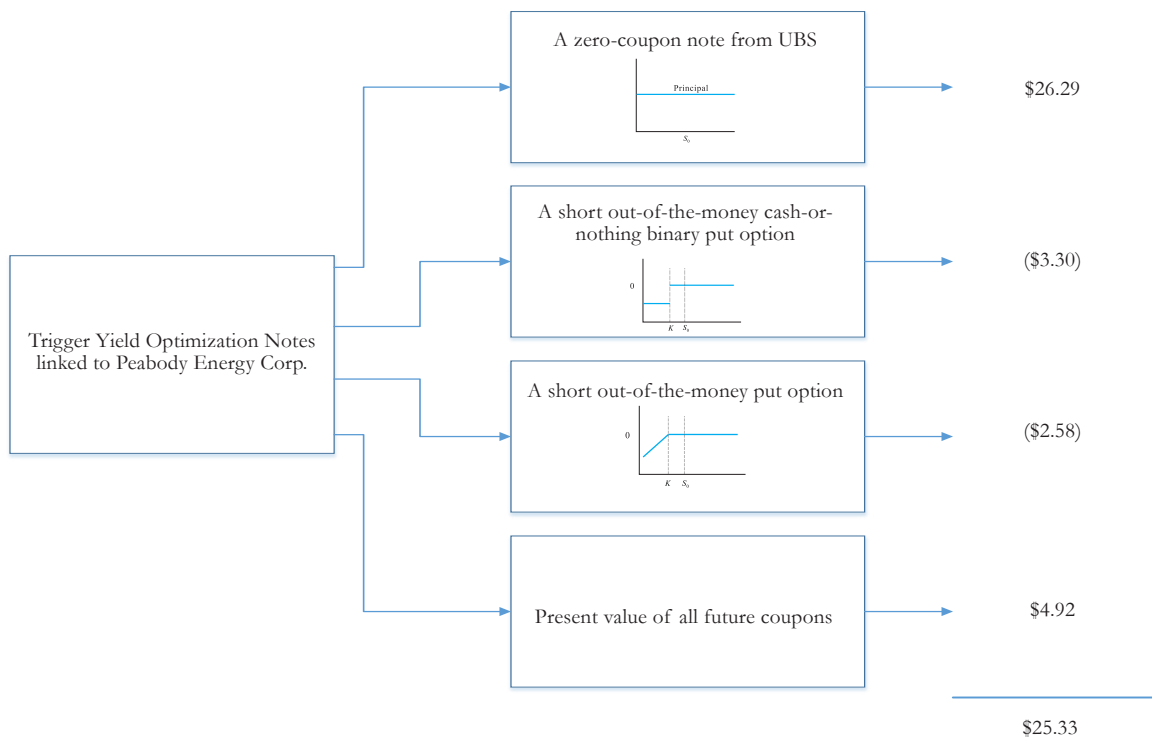 A zero-coupon note from UBS
Principal
S₀
$26.29
A short out-of-the-money cash-or-
nothing binary put option
0
K
S₀
($3.30)
Trigger Yield Optimization Notes
linked to Peabody Energy Corp.
A short out-of-the-money put option
0
K
S₀
($2.58)
Present value of all future coupons
$4.92
$25.33